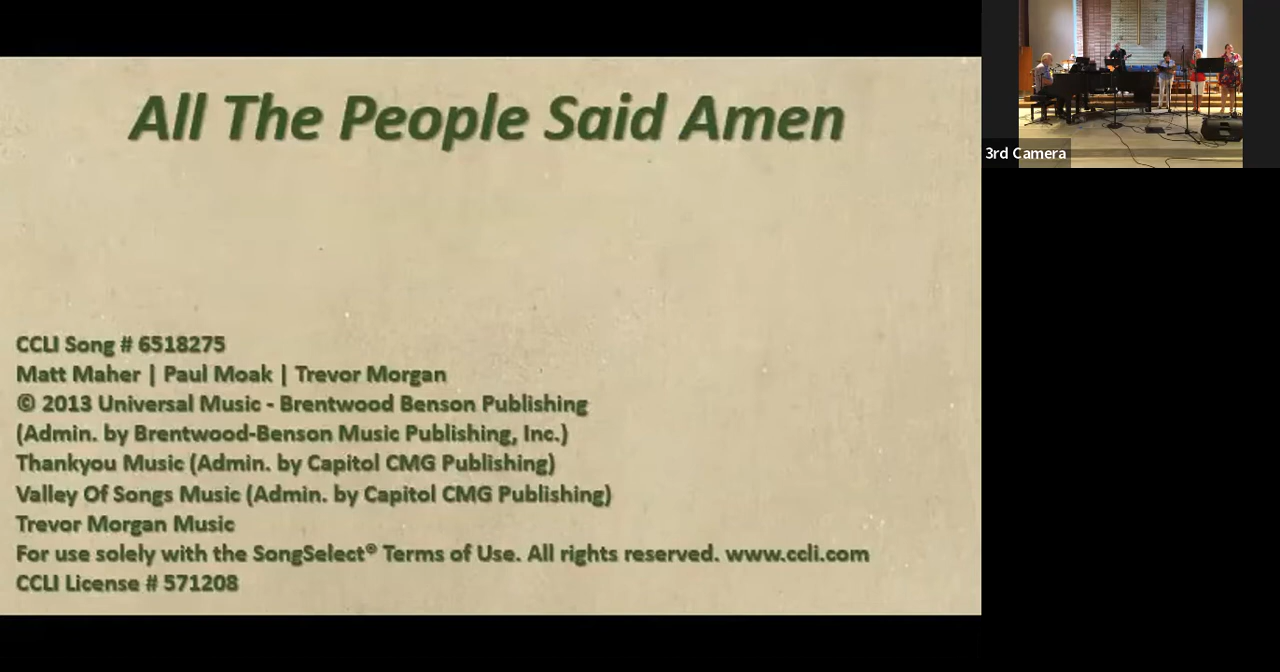 All The People Said Amen
CCLI Song # 6518275
Matt Maher | Paul Moak | Trevor Morgan
© 2013 Universal Music - Brentwood Benson Publishing
(Admin. by Brentwood-Benson Music Publishing, Inc.)
Thankyou Music (Admin. by Capitol CMG Publishing)
Valley Of Songs Music (Admin. by Capitol CMG Publishing)
Trevor Morgan Music
For use solely with the SongSelect® Terms of Use. All rights reserved. www.ccli.com
CCLI License # 571208
3rd Camera